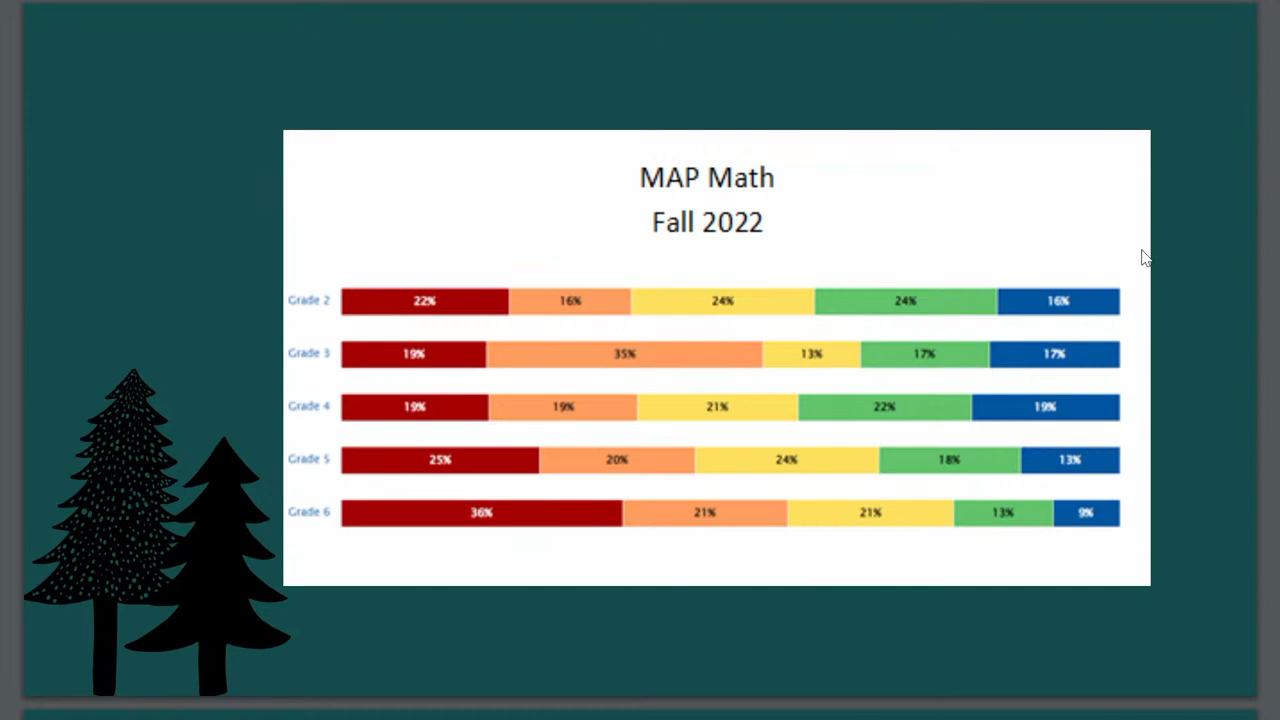 MAP Math
Fall 2022
Grade 2 22% 16% 24% 24% 16%
Grade 3 19% 35% 13% 17% 17%
Grade 4 19% 19% 21% 22% 19%
Grade 5 25% 20% 24% 18% 13%
Grade 6 36% 21% 21% 13% 9%